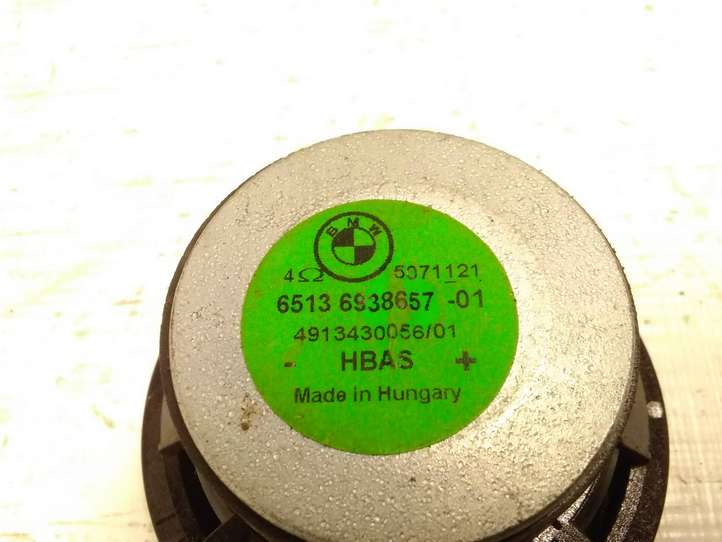 BMW
4Ω 5071121
6513 6938657 -01
4913430056/01
- HBAS +
Made in Hungary